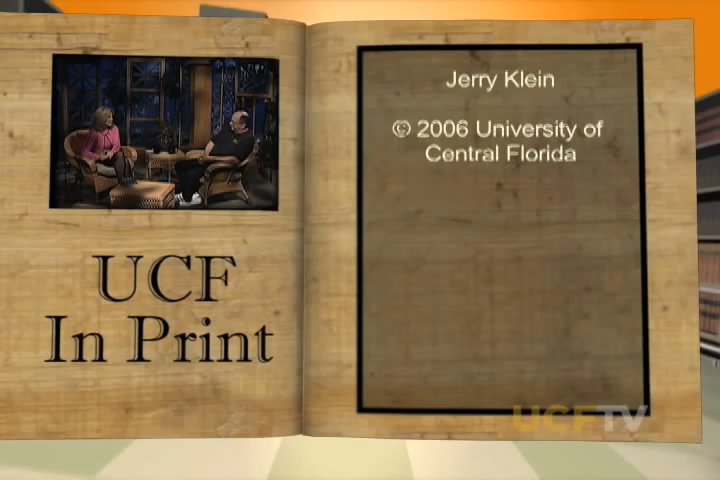 UCF
In Print
Jerry Klein
© 2006 University of
Central Florida
UCFTV